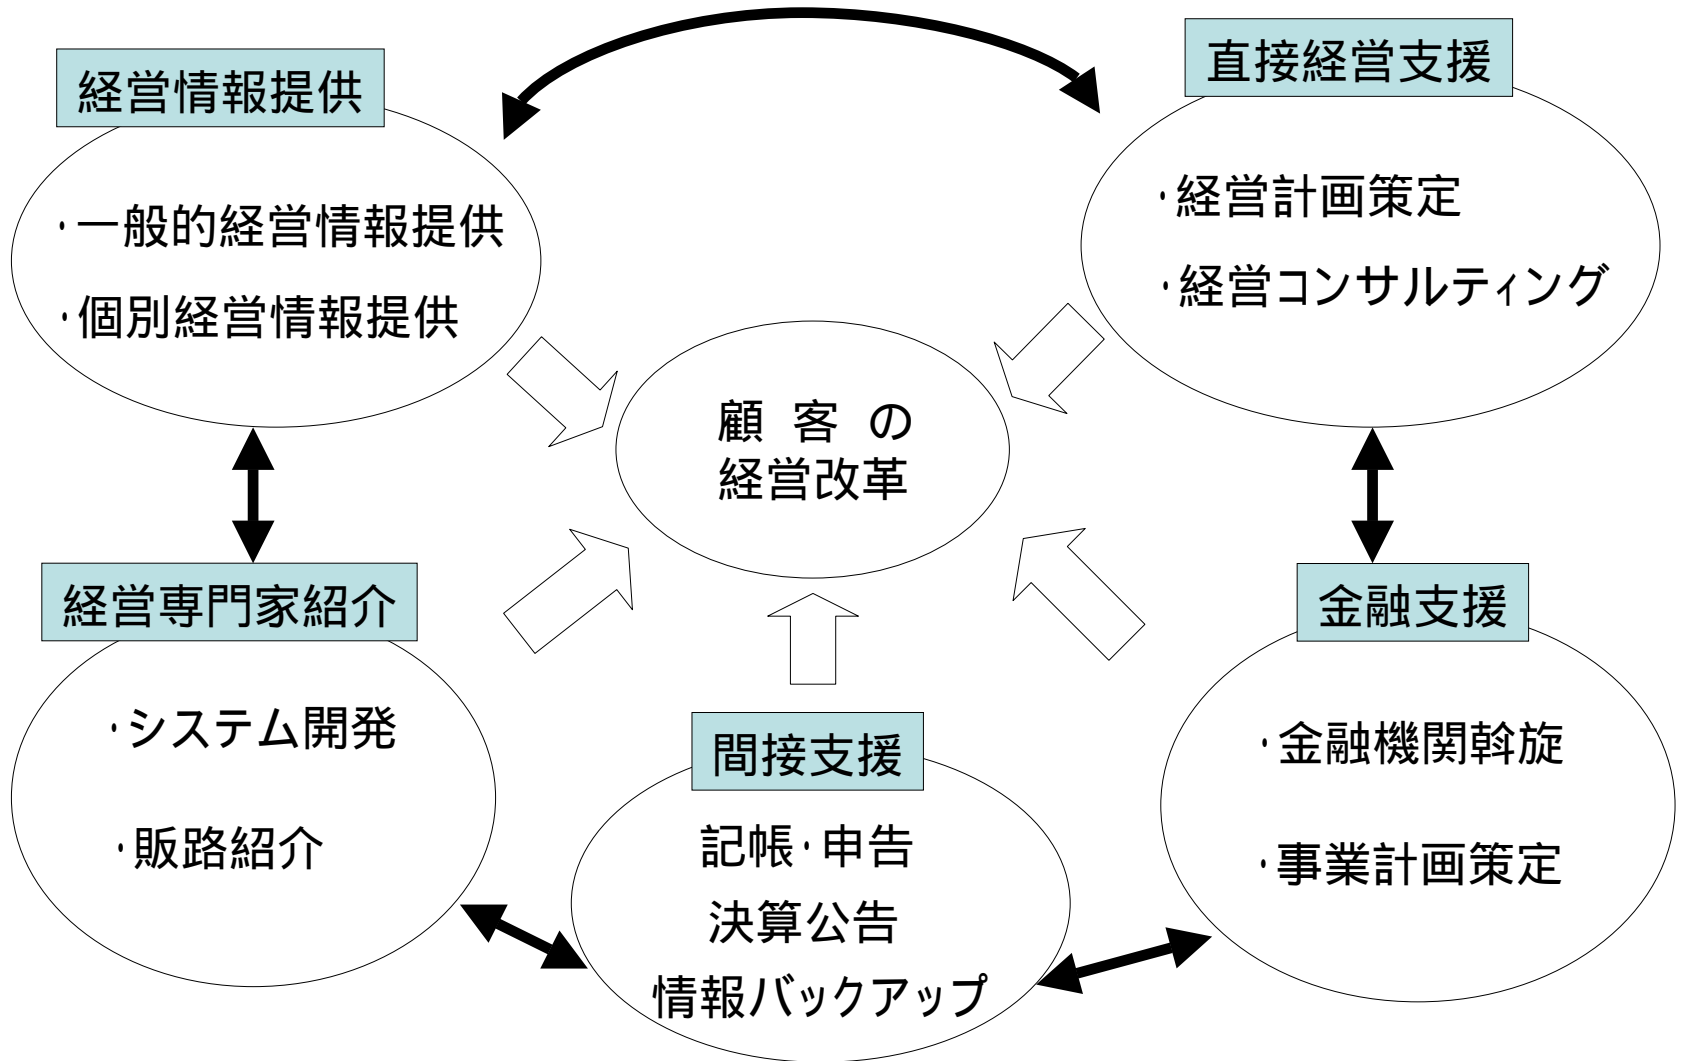 経営情報提供
・一般的経営情報提供
・個別経営情報提供
直接経営支援
・経営計画策定
・経営コンサルティング
顧 客 の
経営改革
経営専門家紹介
・システム開発
・販路紹介
間接支援
記帳・申告
決算公告
情報バックアップ
金融支援
・金融機関斡旋
・事業計画策定